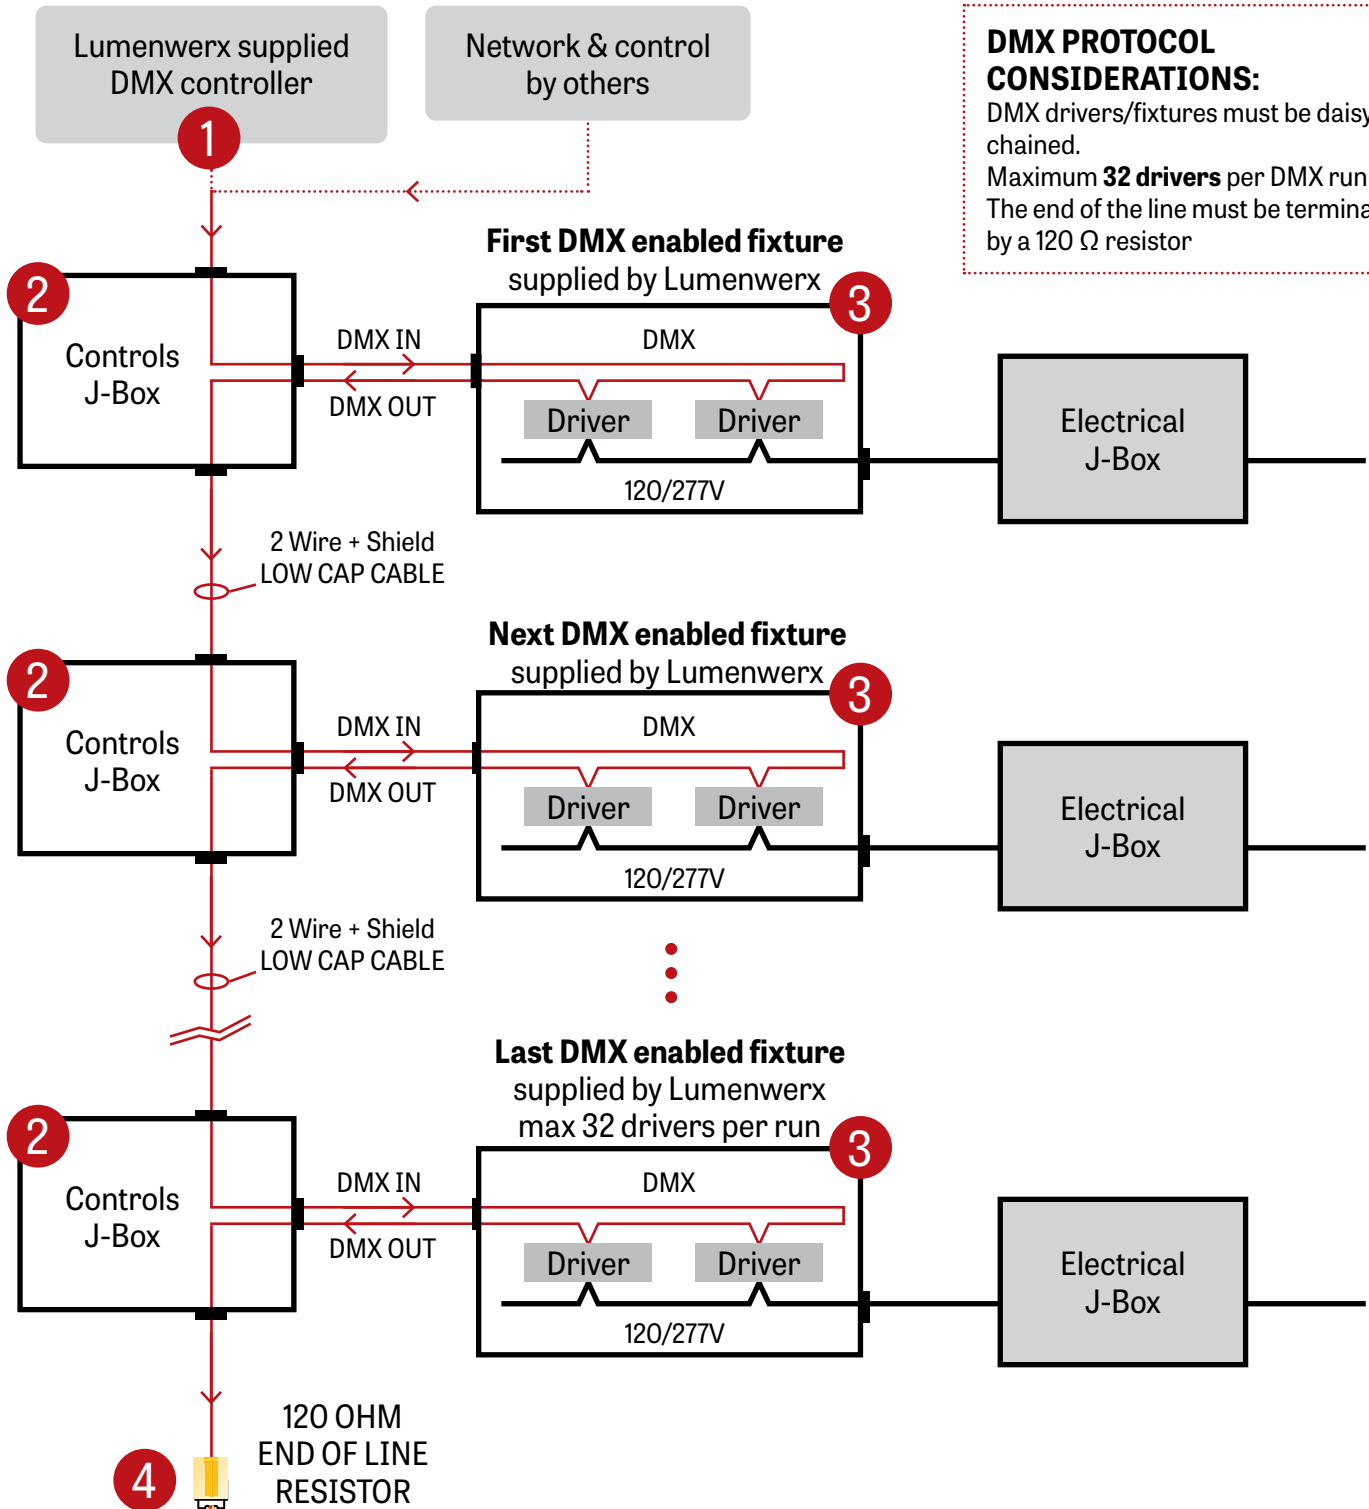 Lumenwerx supplied
DMX controller
1
Network & control
by others
DMX PROTOCOL
CONSIDERATIONS:
DMX drivers/fixtures must be daisy
chained.
Maximum 32 drivers per DMX run
The end of the line must be
by a 120 Ω resistor
First DMX enabled fixture
supplied by Lumenwerx
2
Controls
J-Box
DMX IN
DMX OUT
3
DMX
Driver
Driver
120/277V
Electrical
J-Box
2 Wire + Shield
LOW CAP CABLE
Next DMX enabled fixture
supplied by Lumenwerx
2
Controls
J-Box
DMX IN
DMX OUT
3
DMX
Driver
Driver
120/277V
Electrical
J-Box
2 Wire + Shield
LOW CAP CABLE
Last DMX enabled fixture
supplied by Lumenwerx
max 32 drivers per run
2
Controls
J-Box
DMX IN
DMX OUT
3
DMX
Driver
Driver
120/277V
Electrical
J-Box
4
120 OHM
END OF LINE
RESISTOR